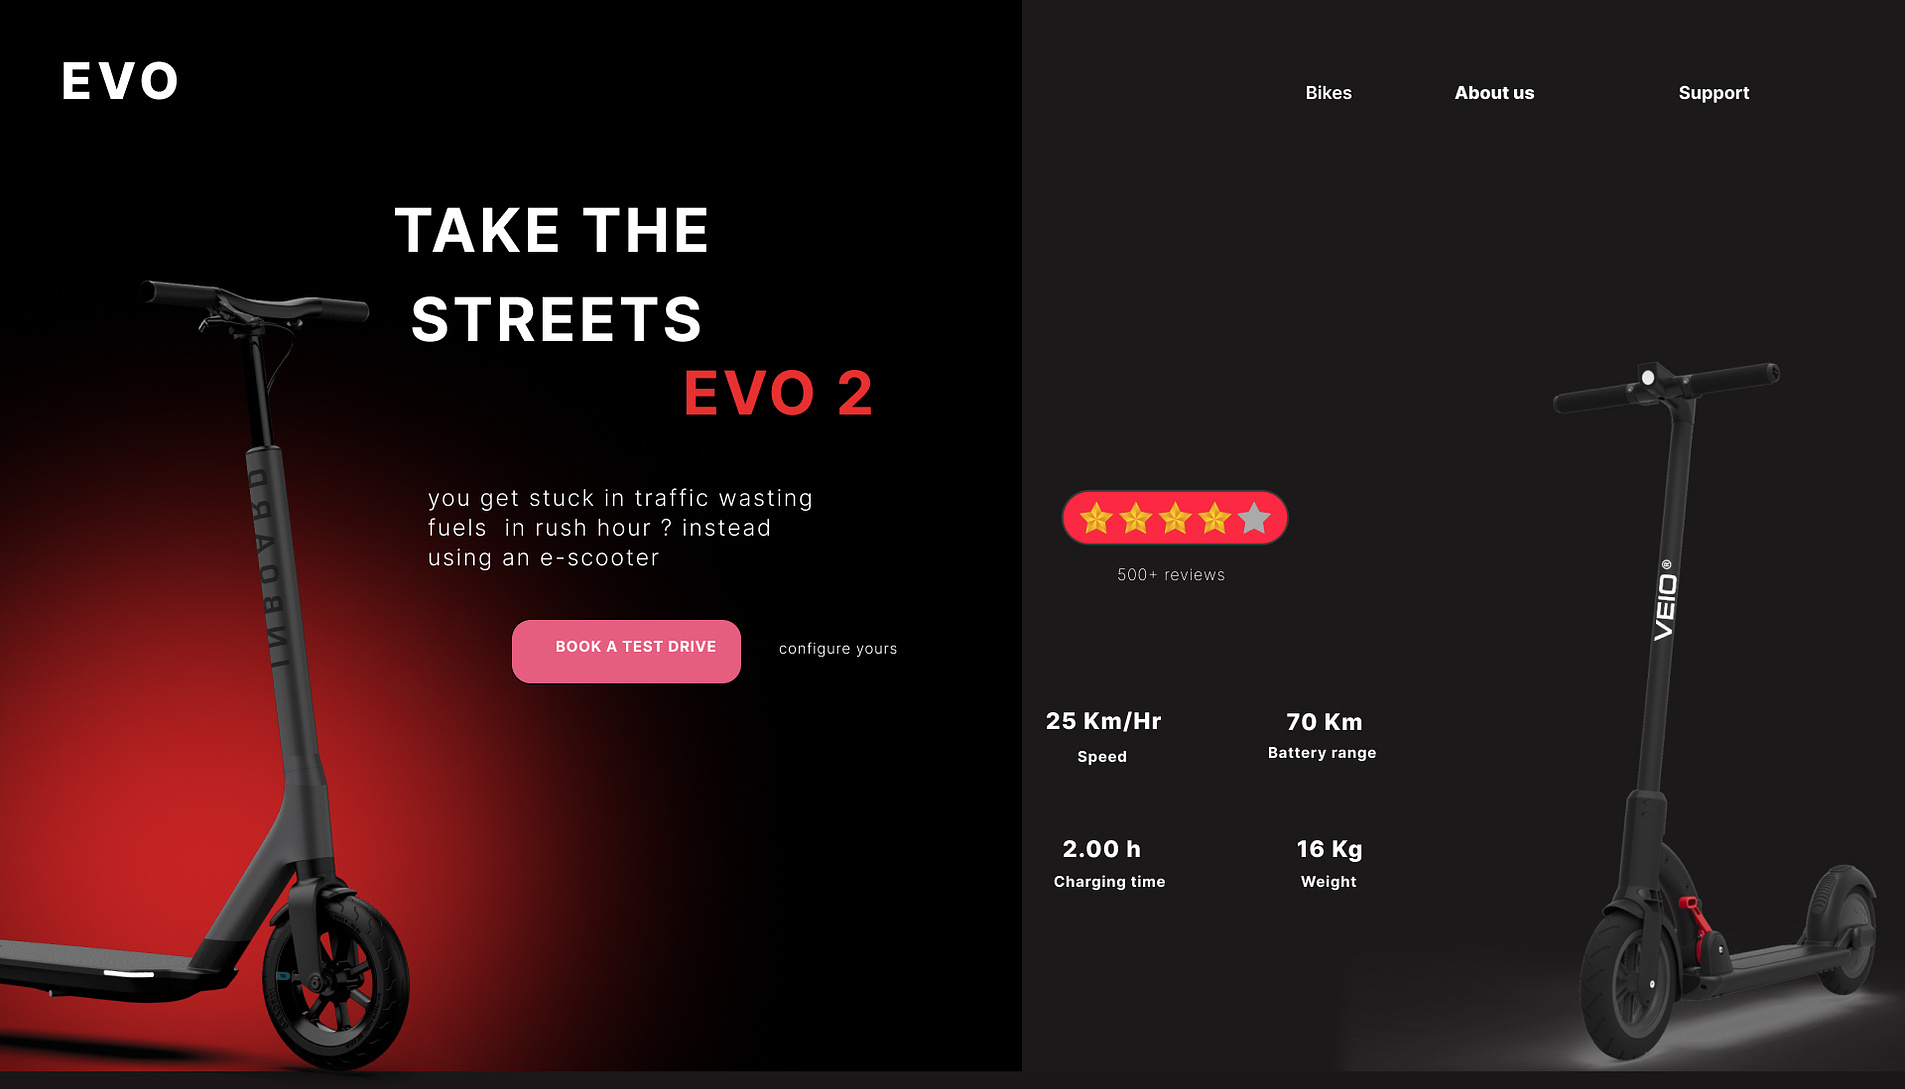 EVO
Bikes
About us
Support
TAKE THE
STREETS
EVO 2
you get stuck in traffic wasting
fuels  in rush hour ? instead
using an e-scooter
BOOK A TEST DRIVE
configure yours
INBOARD
500+ reviews
25 Km/Hr
Speed
70 Km
Battery range
2.00 h
Charging time
16 Kg
Weight
VEIO®